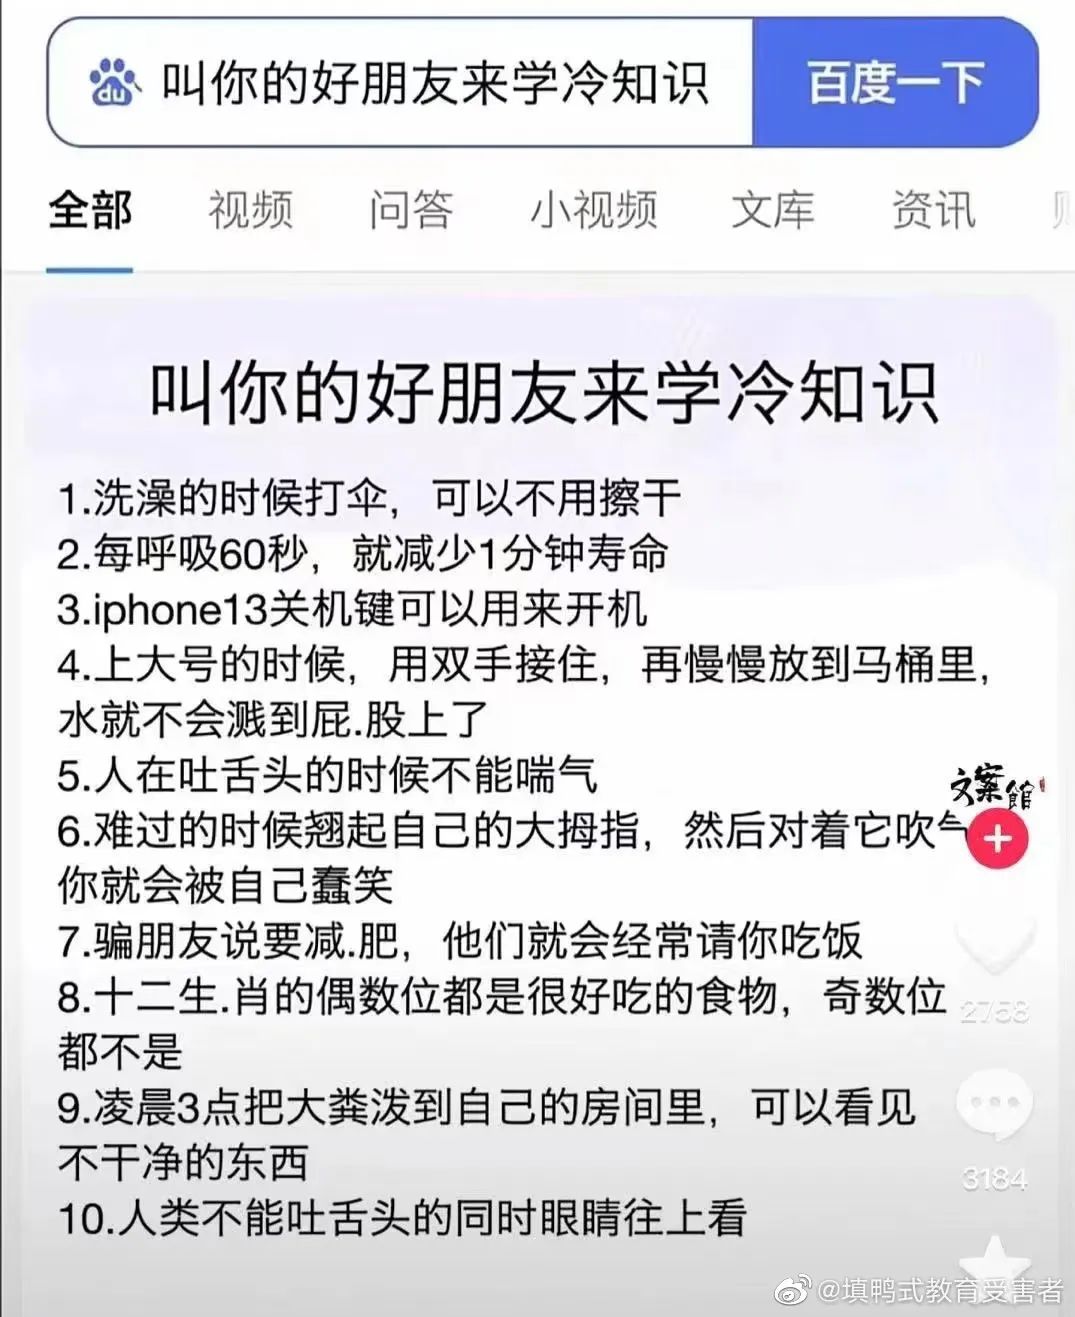 du 叫你的好朋友来学冷知识 百度一下
全部 视频 问答 小视频 文库 资讯
叫你的好朋友来学冷知识
1.洗澡的时候打伞，可以不用擦干
2.每呼吸60秒，就减少1分钟寿命
3.iphone13关机键可以用来开机
4.上大号的时候，用双手接住，再慢慢放到马桶里，
水就不会溅到屁.股上了
5.人在吐舌头的时候不能喘气
文案館
6.难过的时候翘起自己的大拇指，然后对着它吹气
你就会被自己蠢笑
7.骗朋友说要减.肥，他们就会经常请你吃饭
8.十二生.肖的偶数位都是很好吃的食物，奇数位
都不是
2758
9.凌晨3点把大粪泼到自己的房间里，可以看见
不干净的东西
3184
10.人类不能吐舌头的同时眼睛往上看
@填鸭式教育受害者